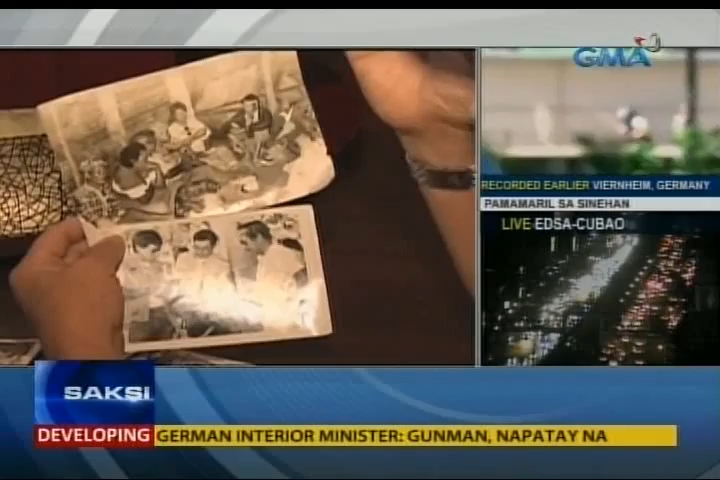 GMA
RECORDED EARLIER VIERNHEIM, GERMANY
PAMAMARIL SA SINEHAN
LIVE EDSA-CUBAO
SAKSI
DEVELOPING GERMAN INTERIOR MINISTER: GUNMAN, NAPATAY NA